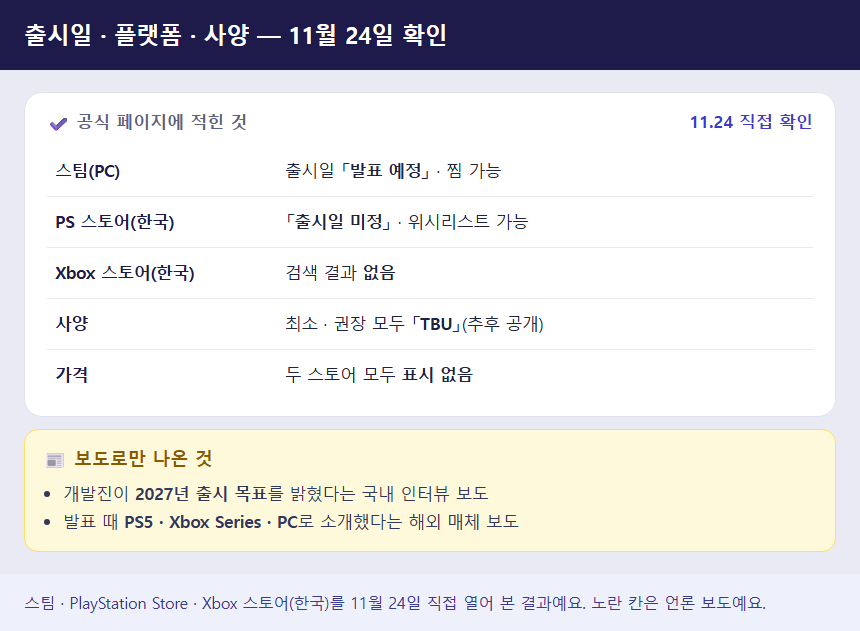 출시일 · 플랫폼 · 사양 — 11월 24일 확인
공식 페이지에 적힌 것
11.24 직접 확인
스팀(PC)
출시일 「발표 예정」 · 찜 가능
PS 스토어(한국)
「출시일 미정」 · 위시리스트 가능
Xbox 스토어(한국)
검색 결과 없음
사양
최소 · 권장 모두 「TBU」(추후 공개)
가격
두 스토어 모두 표시 없음
보도로만 나온 것
개발진이 2027년 출시 목표를 밝혔다는 국내 인터뷰 보도
발표 때 PS5 · Xbox Series · PC로 소개했다는 해외 매체 보도
스팀 · PlayStation Store · Xbox 스토어(한국)를 11월 24일 직접 열어 본 결과예요. 노란 칸은 언론 보도예요.